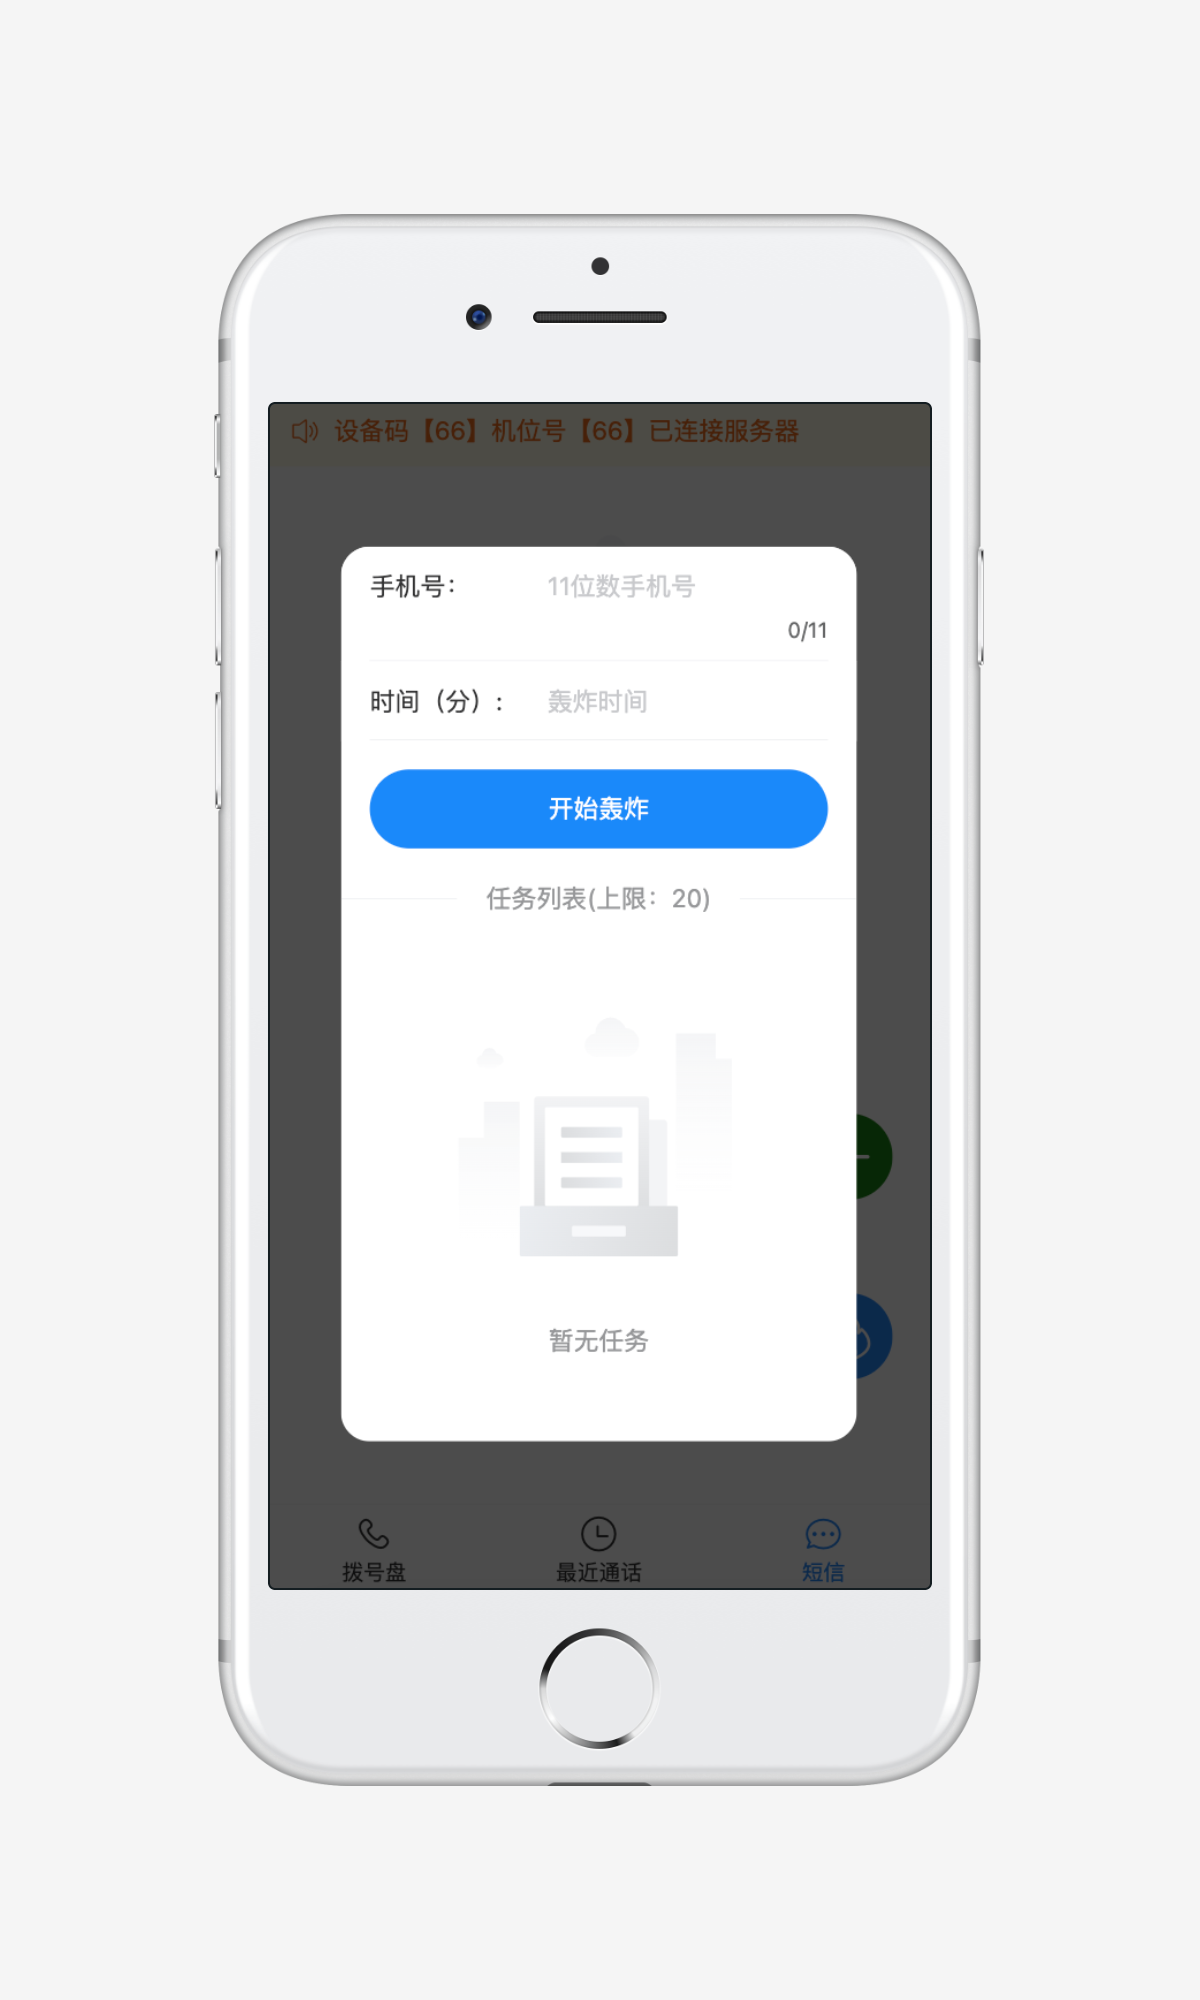 设备码【66】机位号【66】已连接服务器
手机号：
11位数手机号
0/11
时间（分）：
轰炸时间
开始轰炸
任务列表(上限：20)
暂无任务
拨号盘
最近通话
短信